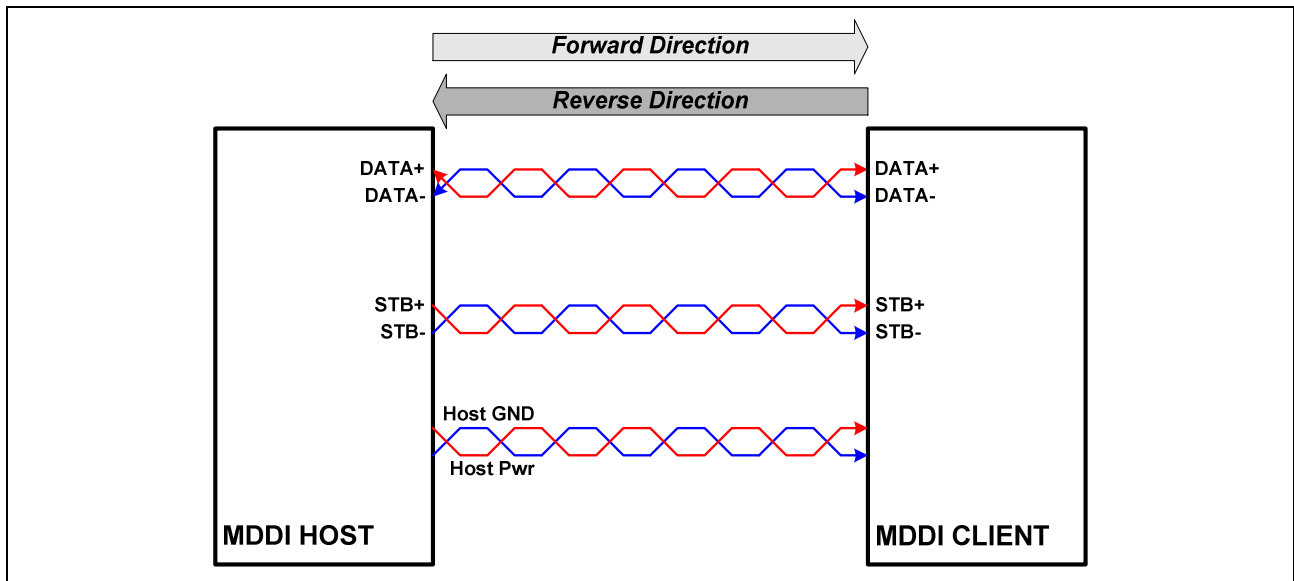 Forward Direction
Reverse Direction
DATA+
DATA-
DATA+
DATA-
STB+
STB-
STB+
STB-
Host GND
Host Pwr
MDDI HOST
MDDI CLIENT